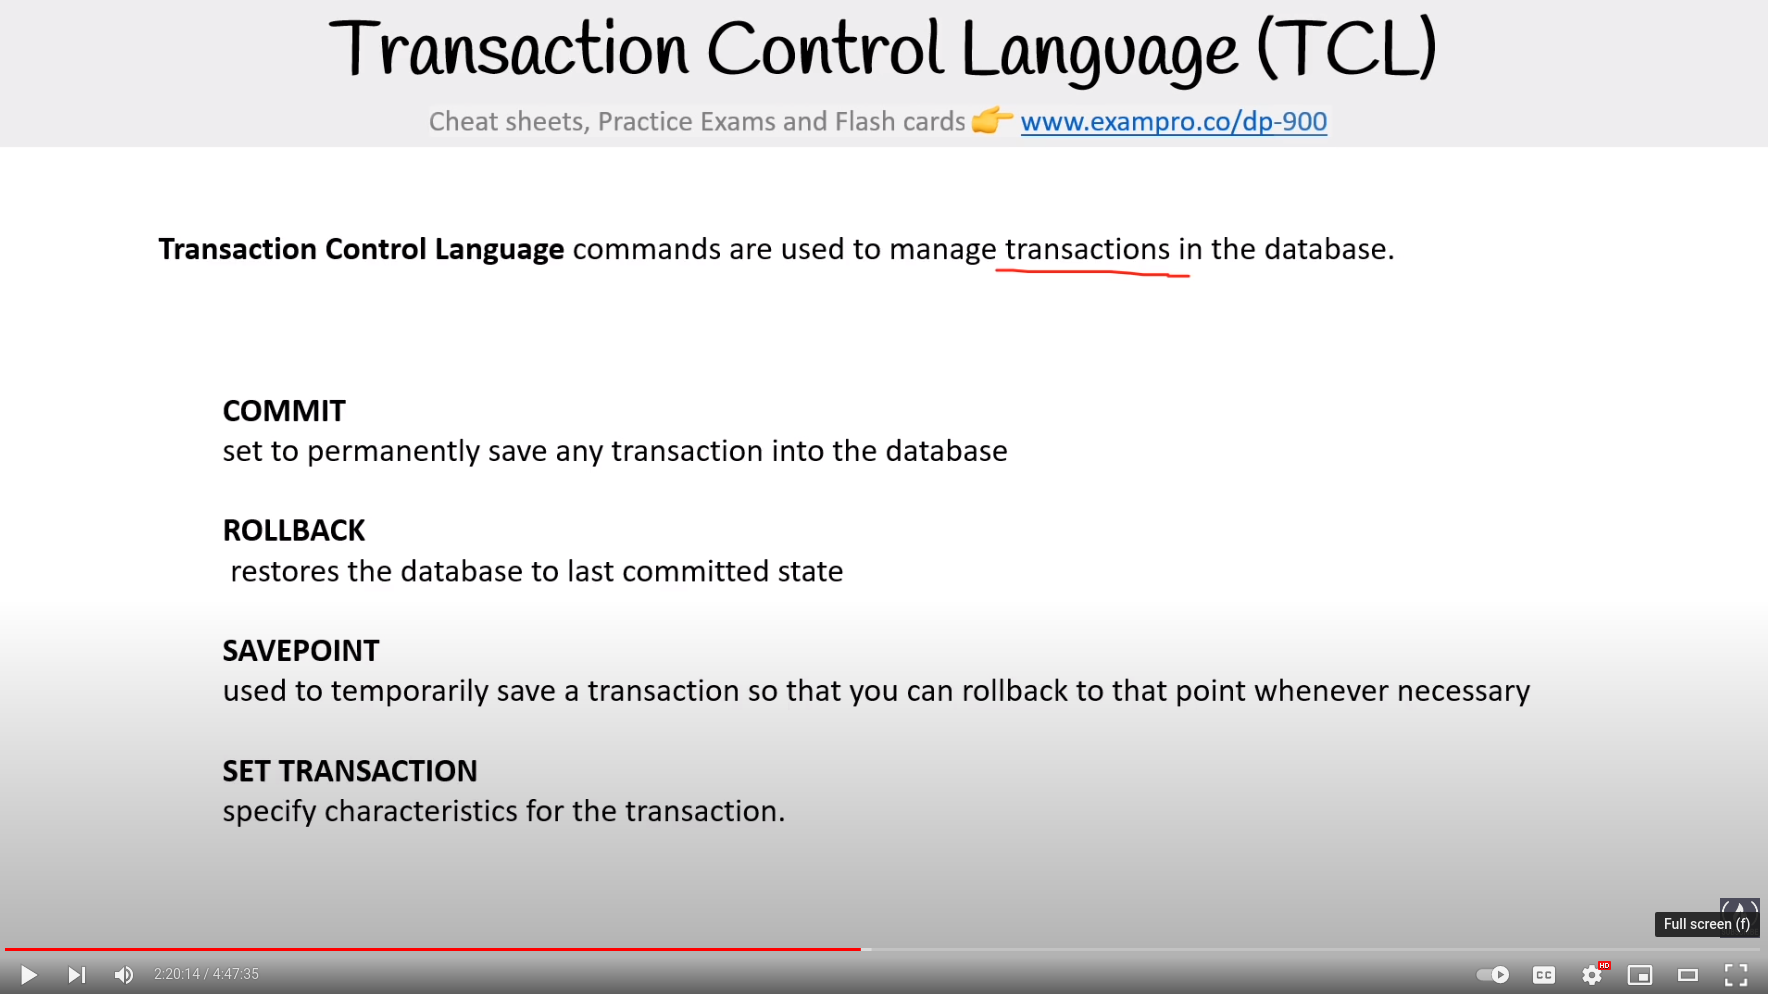 Transaction Control Language (TCL)
Cheat sheets, Practice Exams and Flash cards 👉 www.exampro.co/dp-900
Transaction Control Language commands are used to manage transactions in the database.
COMMIT
set to permanently save any transaction into the database
ROLLBACK
restores the database to last committed state
SAVEPOINT
used to temporarily save a transaction so that you can rollback to that point whenever necessary
SET TRANSACTION
specify characteristics for the transaction.
Full screen (f)
2:20:14 / 4:47:35
CC
HD